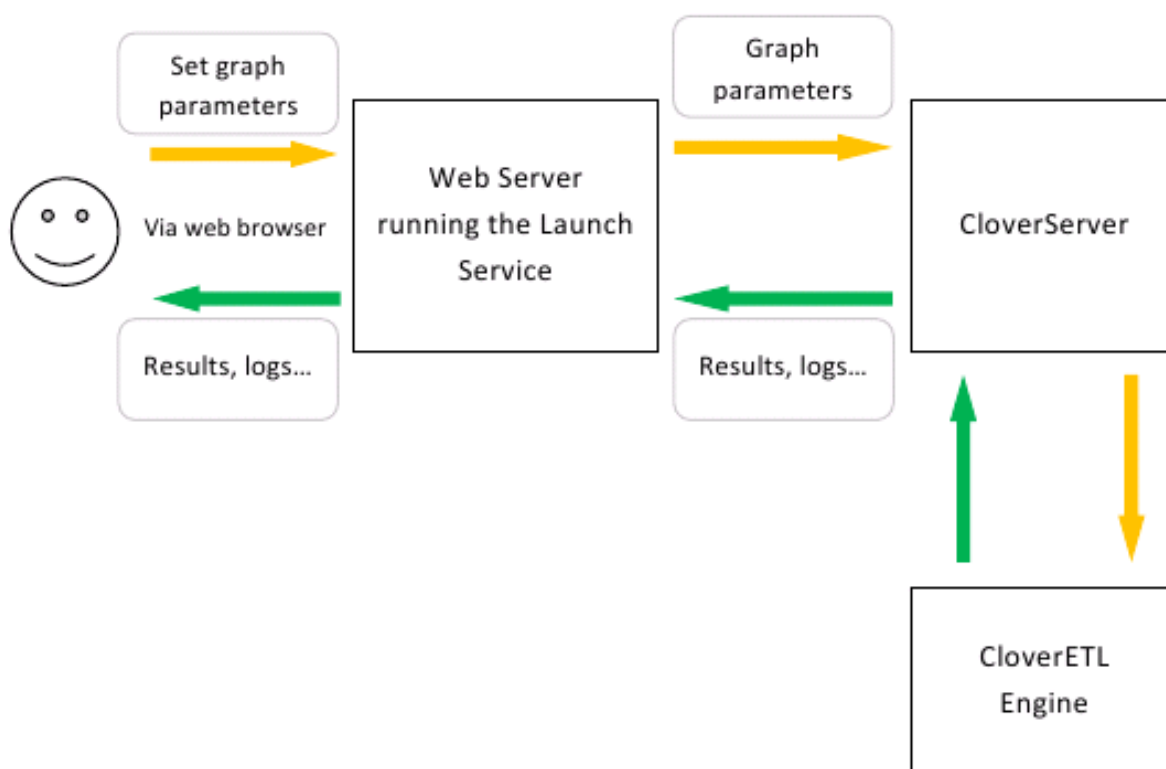 Set graph
parameters
Graph
parameters
Web Server
running the Launch
Service
CloverServer
Via web browser
Results, logs…
Results, logs…
CloverETL
Engine